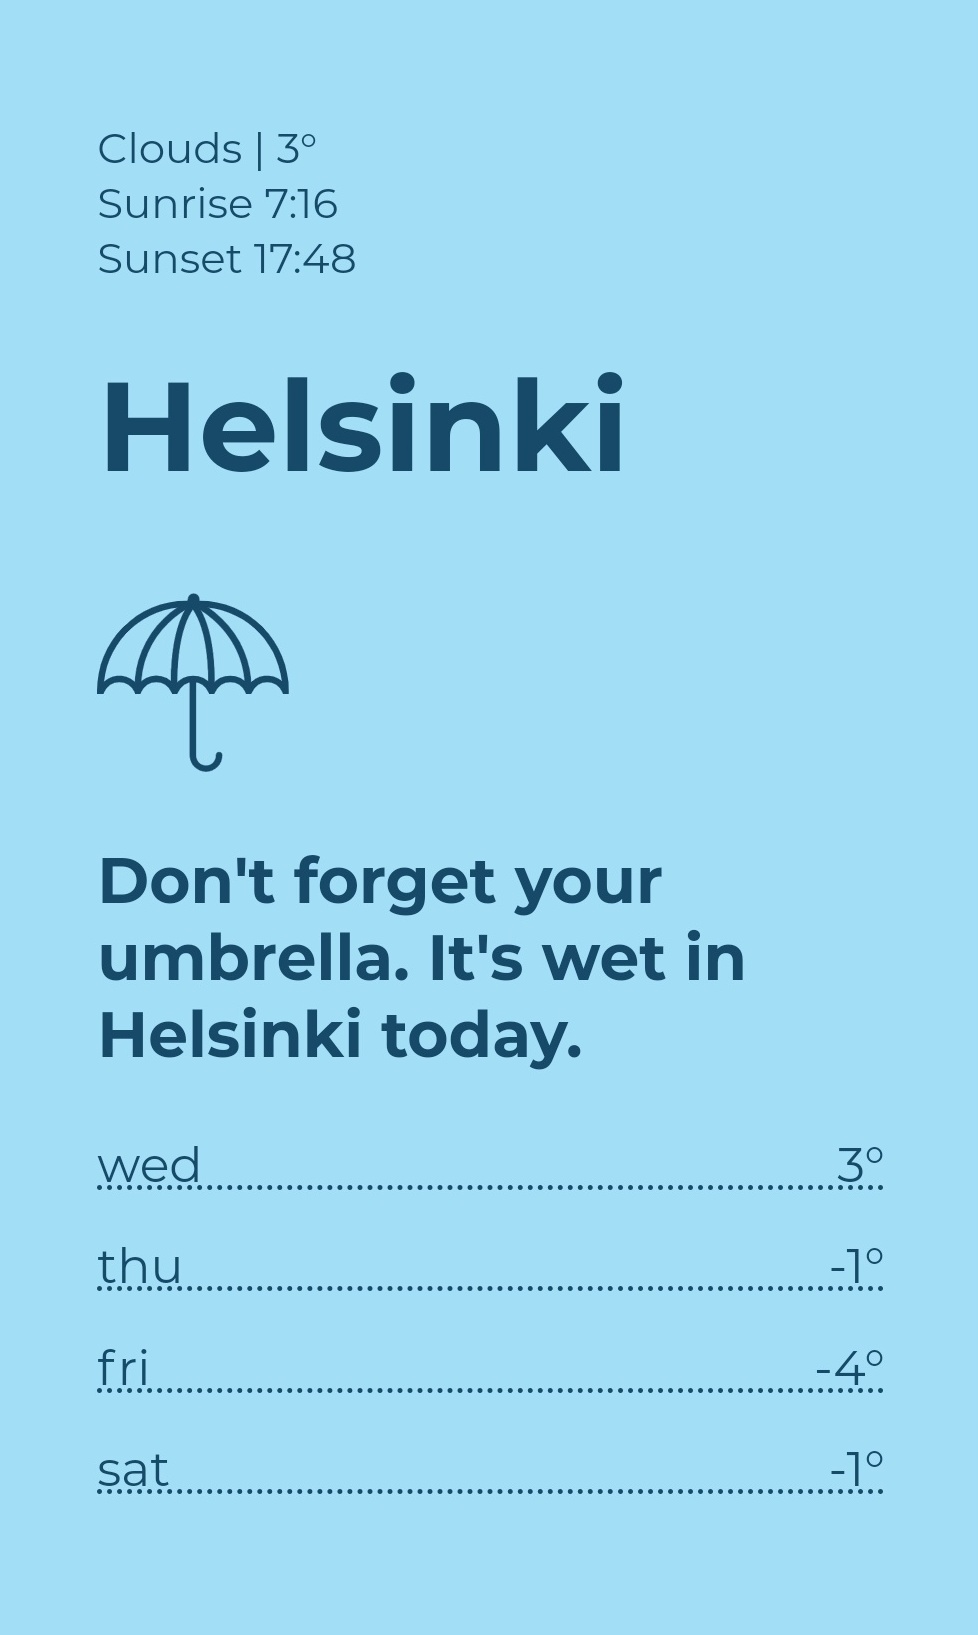 Clouds | 3°
Sunrise 7:16
Sunset 17:48
Helsinki
Don't forget your
umbrella. It's wet in
Helsinki today.
wed 3°
thu -1°
fri -4°
sat -1°